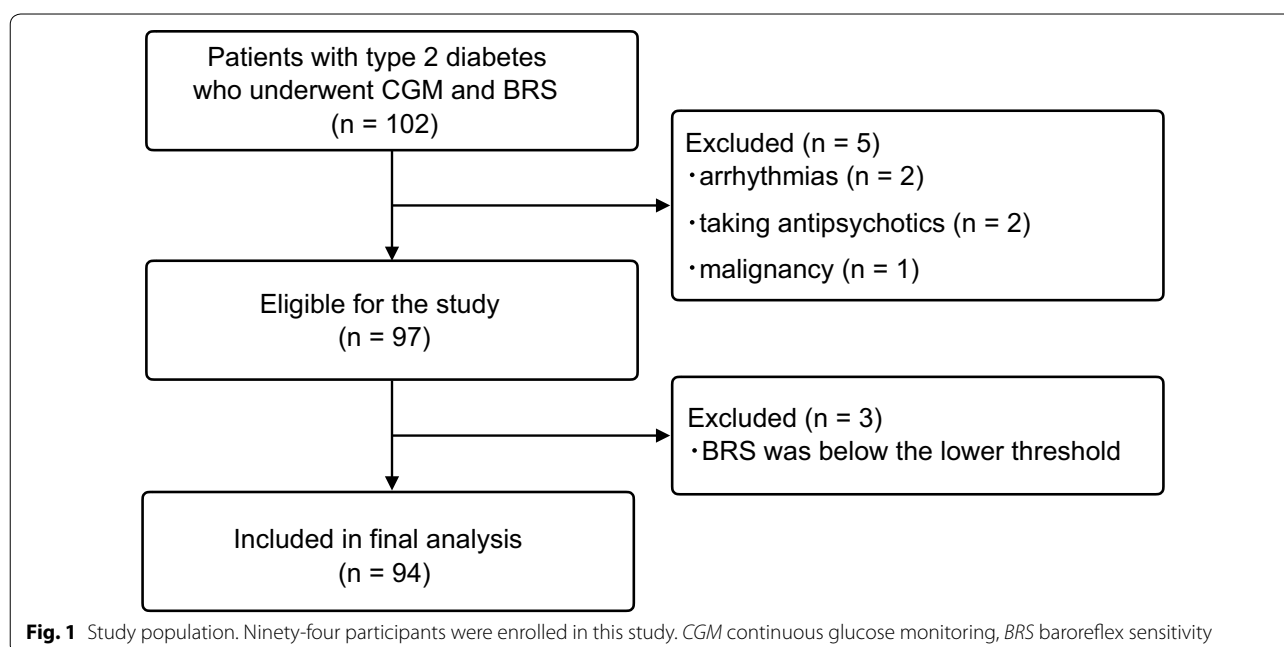 Patients with type 2 diabetes
who underwent CGM and BRS
(n = 102)
Excluded (n = 5)
・arrhythmias (n = 2)
・taking antipsychotics (n = 2)
・malignancy (n = 1)
Eligible for the study
(n = 97)
Excluded (n = 3)
・BRS was below the lower threshold
Included in final analysis
(n = 94)
Fig. 1 Study population. Ninety-four participants were enrolled in this study. CGM continuous glucose monitoring, BRS baroreflex sensitivity